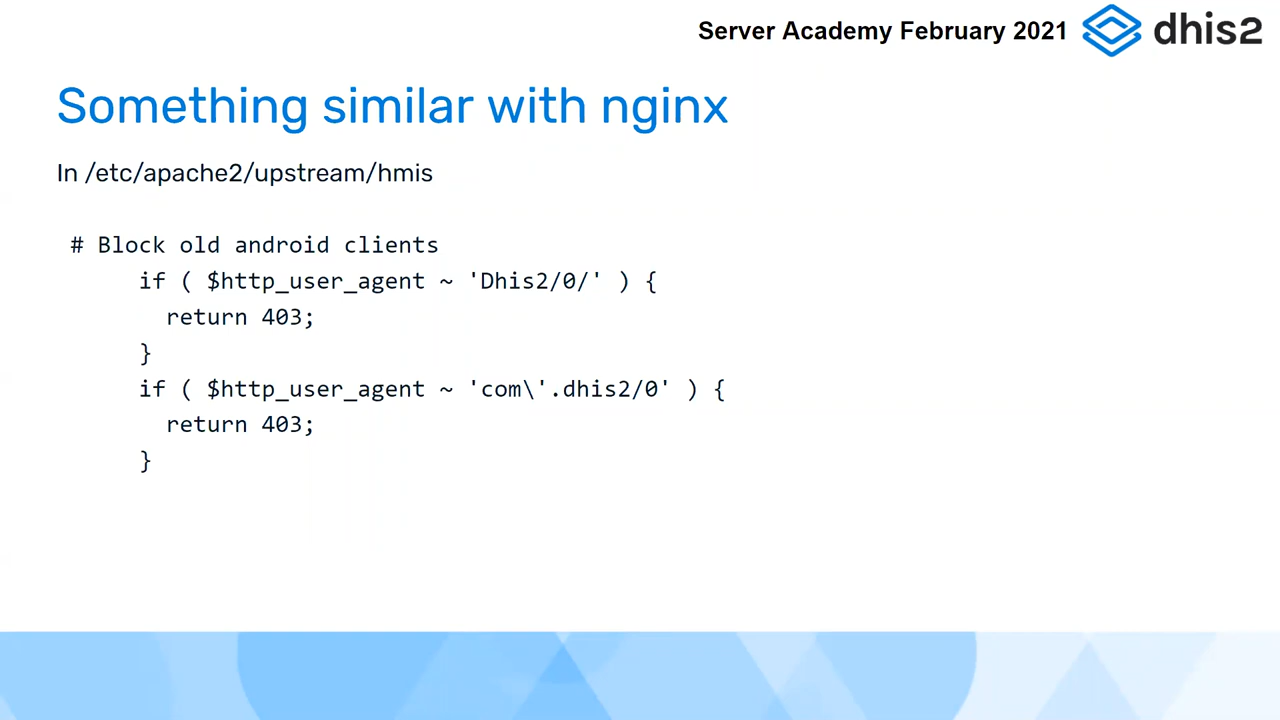 Server Academy February 2021 dhis2
Something similar with nginx
In /etc/apache2/upstream/hmis
# Block old android clients
if ( $http_user_agent ~ 'Dhis2/0/' ) {
return 403;
}
if ( $http_user_agent ~ 'com\'.dhis2/0' ) {
return 403;
}